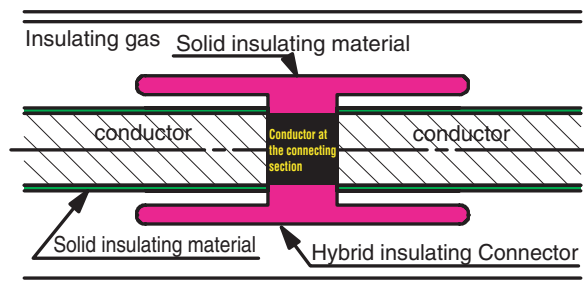 Insulating gas
Solid insulating material
conductor
Conductor at
the connecting
section
conductor
Solid insulating material
Hybrid insulating Connector